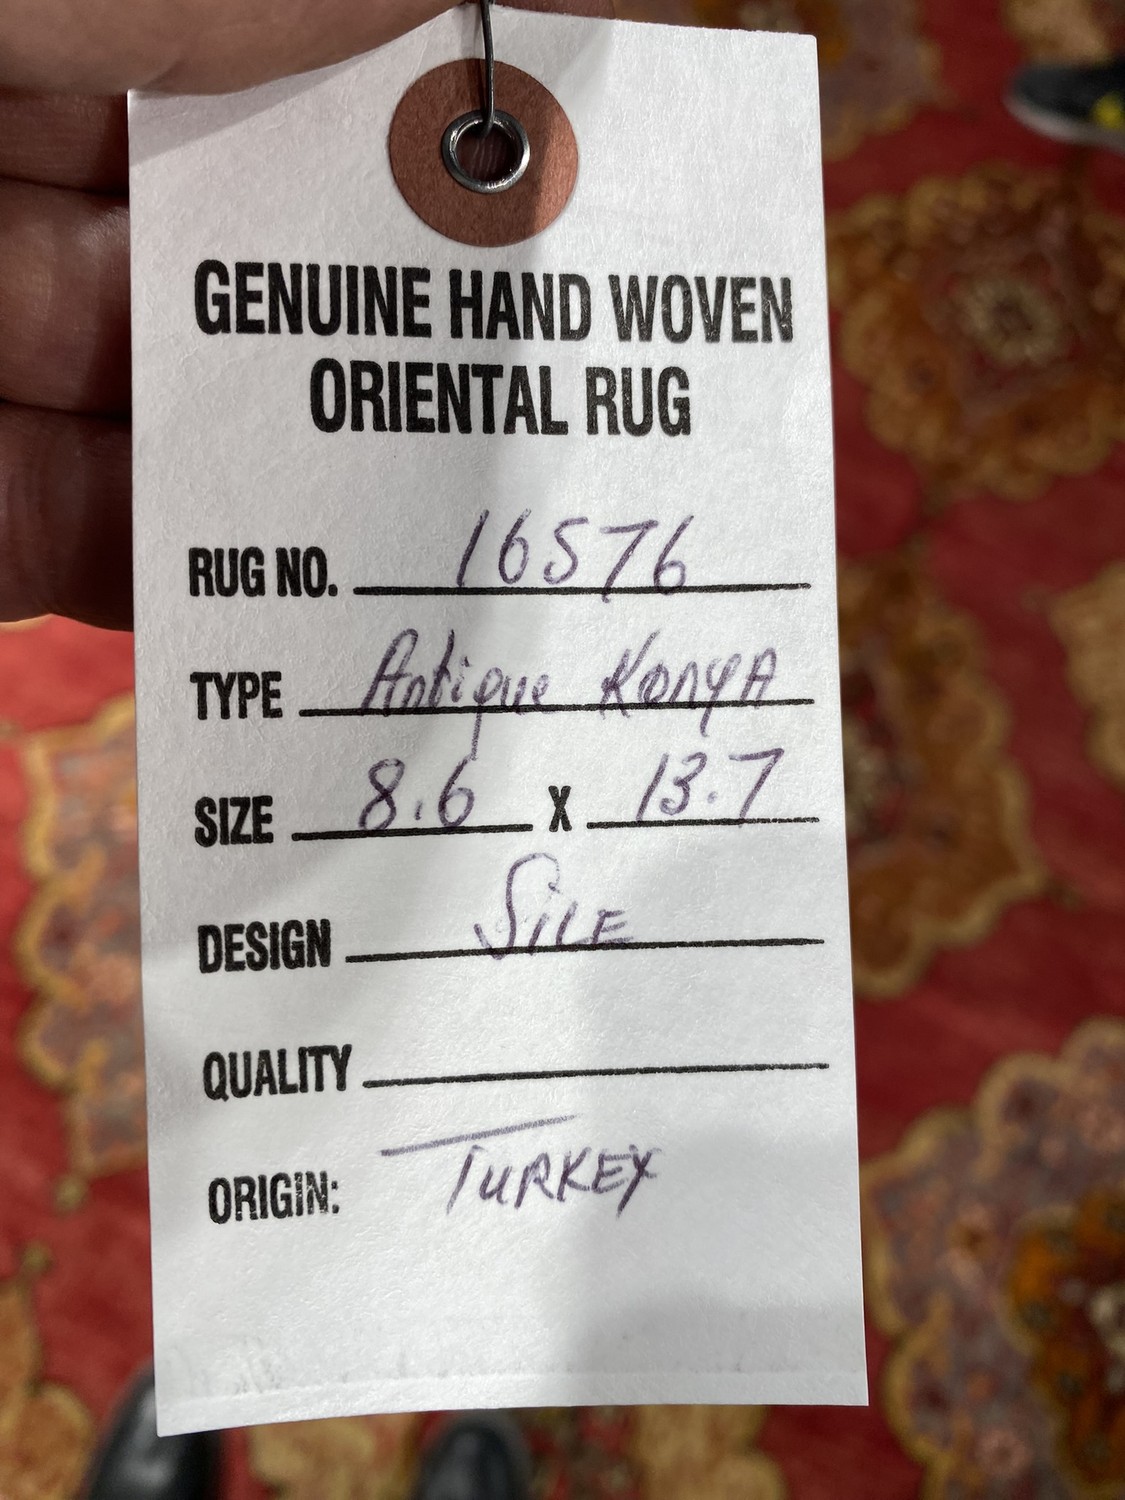 GENUINE HAND WOVEN
ORIENTAL RUG
RUG NO. 16576
TYPE Antique KonyA
SIZE 8.6 X 13.7
DESIGN SILE
QUALITY
ORIGIN: TURKEY